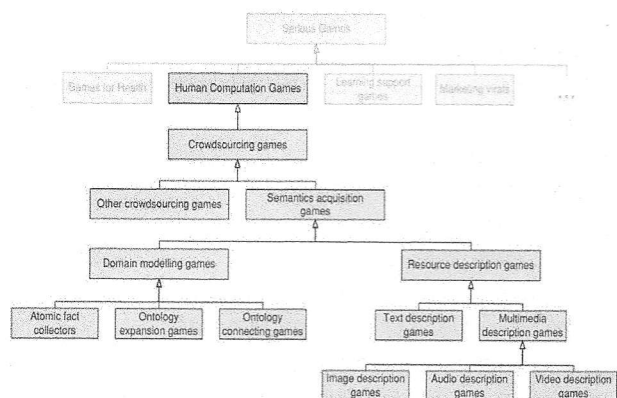 Serious Games
Games for Health
Human Computation Games
Learning support
games
Marketing virals
...
Crowdsourcing games
Other crowdsourcing games
Semantics acquisition
games
Domain modelling games
Resource description games
Atomic fact
collectors
Ontology
expansion games
Ontology
connecting games
Text description
games
Multimedia
description games
Image description
games
Audio description
games
Video description
games